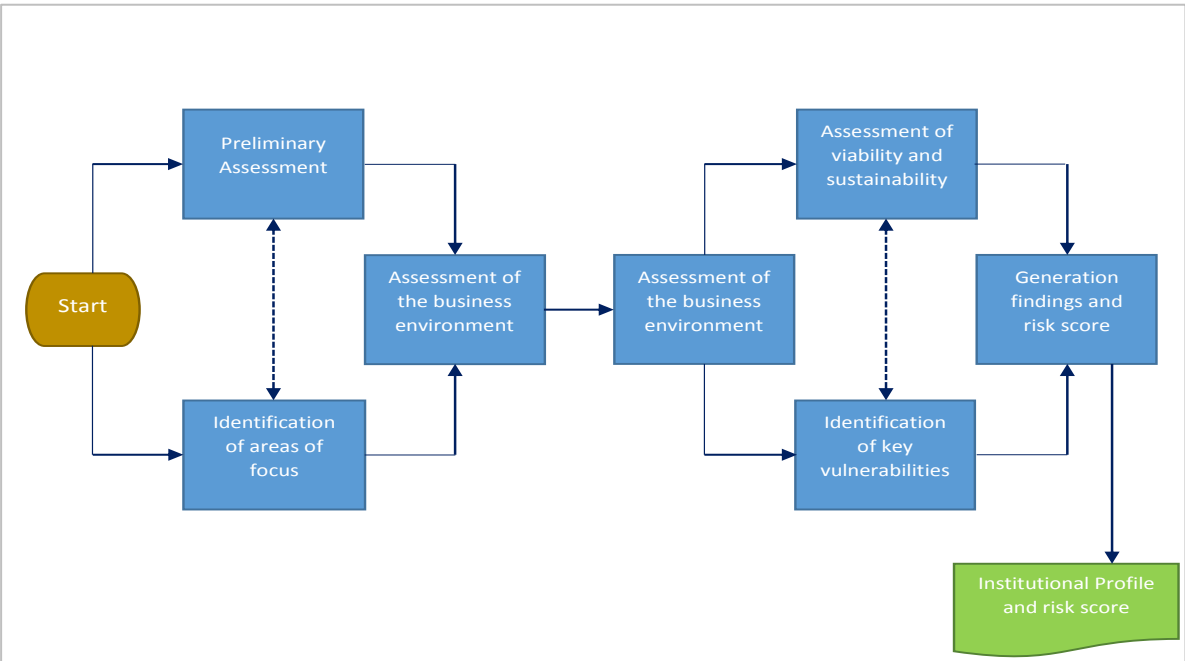 Start
Preliminary
Assessment
Identification
of areas of
focus
Assessment of
the business
environment
Assessment of
the business
environment
Assessment of
viability and
sustainability
Identification
of key
vulnerabilities
Generation
findings and
risk score
Institutional Profile
and risk score